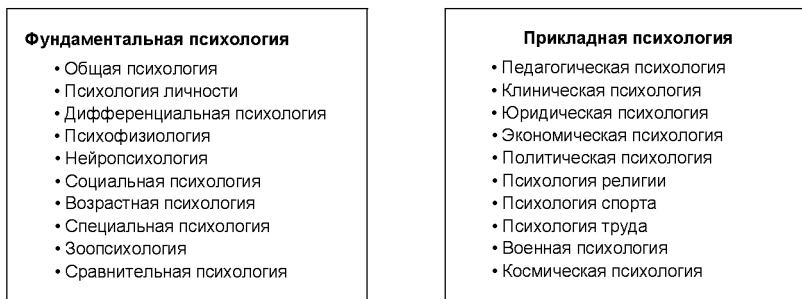 Фундаментальная психология
• Общая психология
• Психология личности
• Дифференциальная психология
• Психофизиология
• Нейропсихология
• Социальная психология
• Возрастная психология
• Специальная психология
• Зоопсихология
• Сравнительная психология
Прикладная психология
• Педагогическая психология
• Клиническая психология
• Юридическая психология
• Экономическая психология
• Политическая психология
• Психология религии
• Психология спорта
• Психология труда
• Военная психология
• Космическая психология